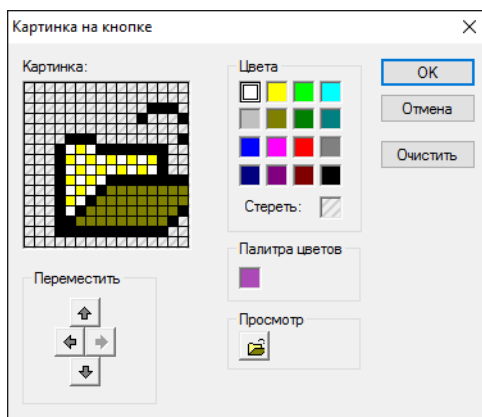 Картинка на кнопке
Картинка:
Цвета
OK
Отмена
Очистить
Стереть:
Палитра цветов
Переместить
Просмотр